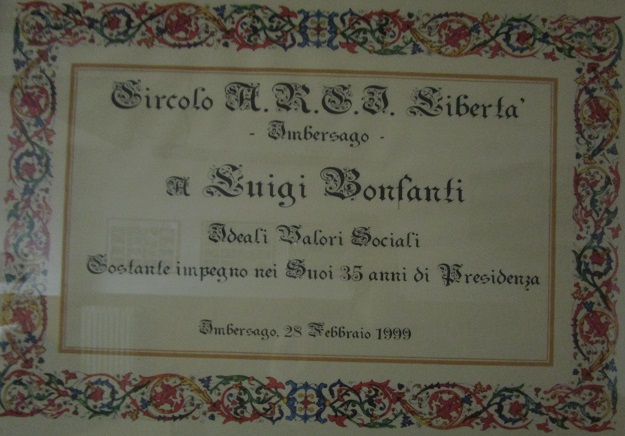 Circolo A.R.C.I. Liberta'
- Imbersago -
A Luigi Bonfanti
Ideali Valori Sociali
Costante impegno nei Suoi 35 anni di Presidenza
Imbersago, 28 Febbraio 1999